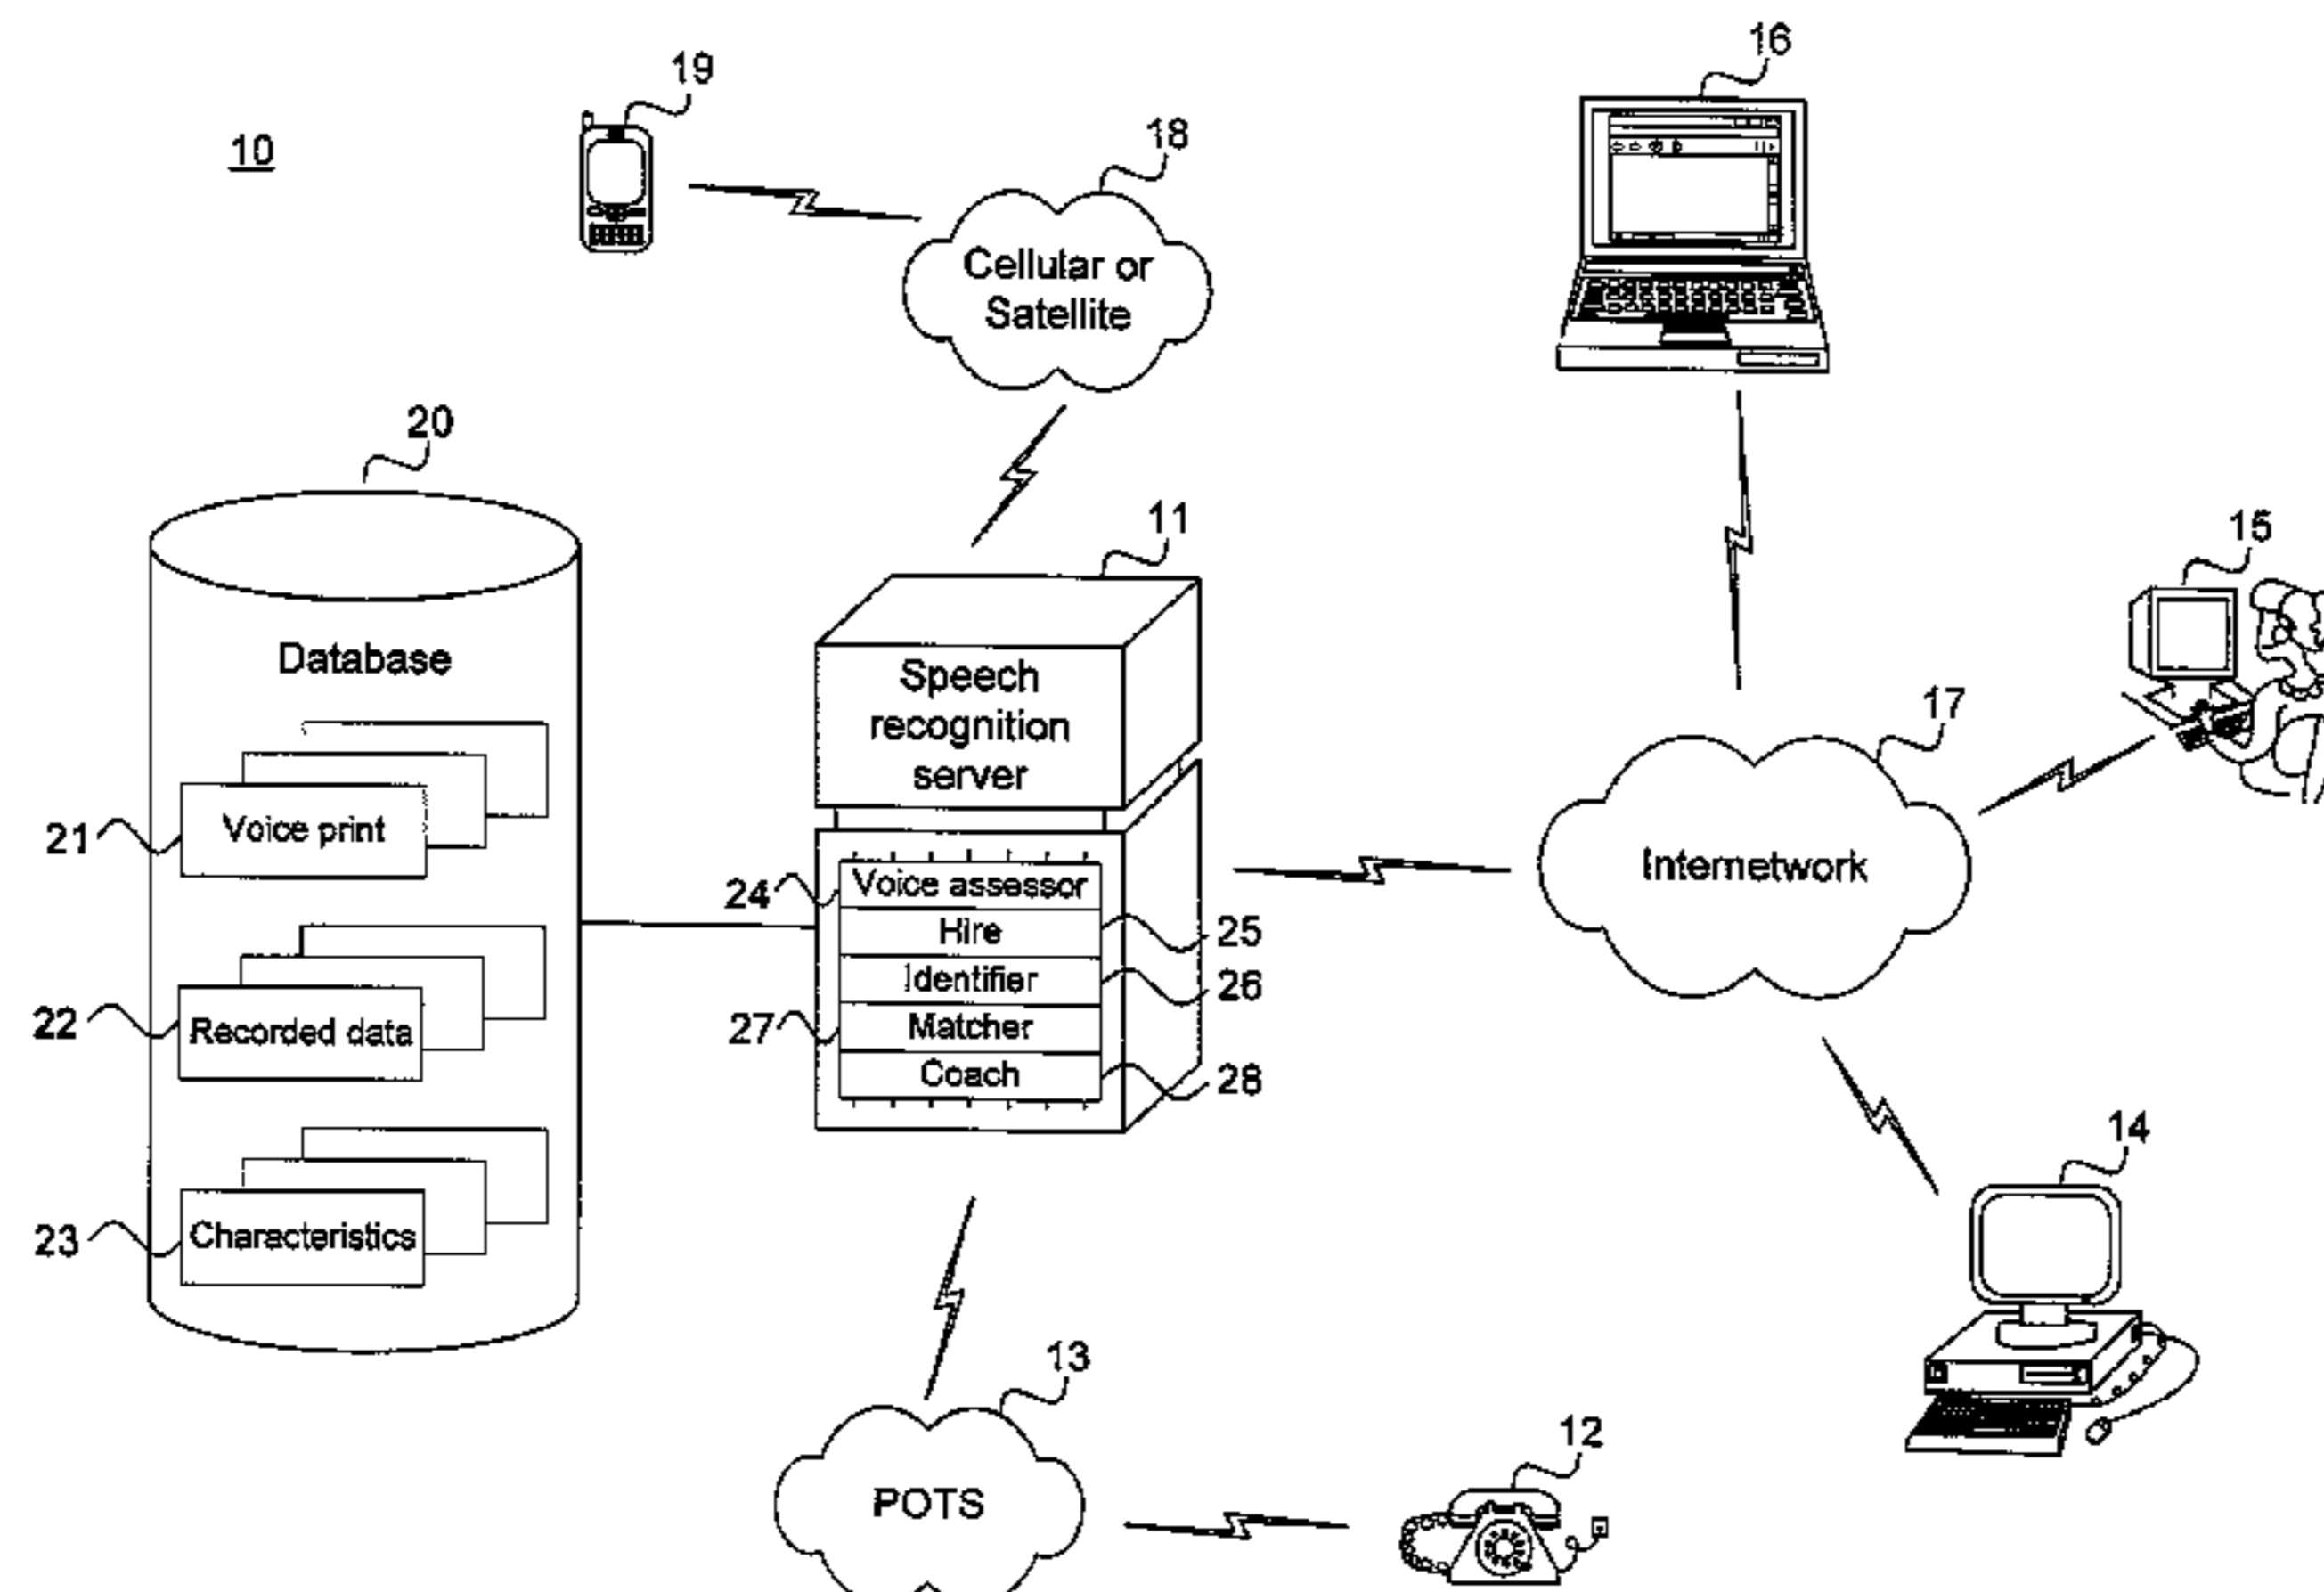 10
19
18
16
Cellular or
Satellite
20
11
15
Database
Speech
recognition
server
17
21
Voice print
Internetwork
24
Voice assessor
Hire
25
Identifier
26
22
Recorded data
27
Matcher
Coach
28
23
Characteristics
14
13
POTS
12